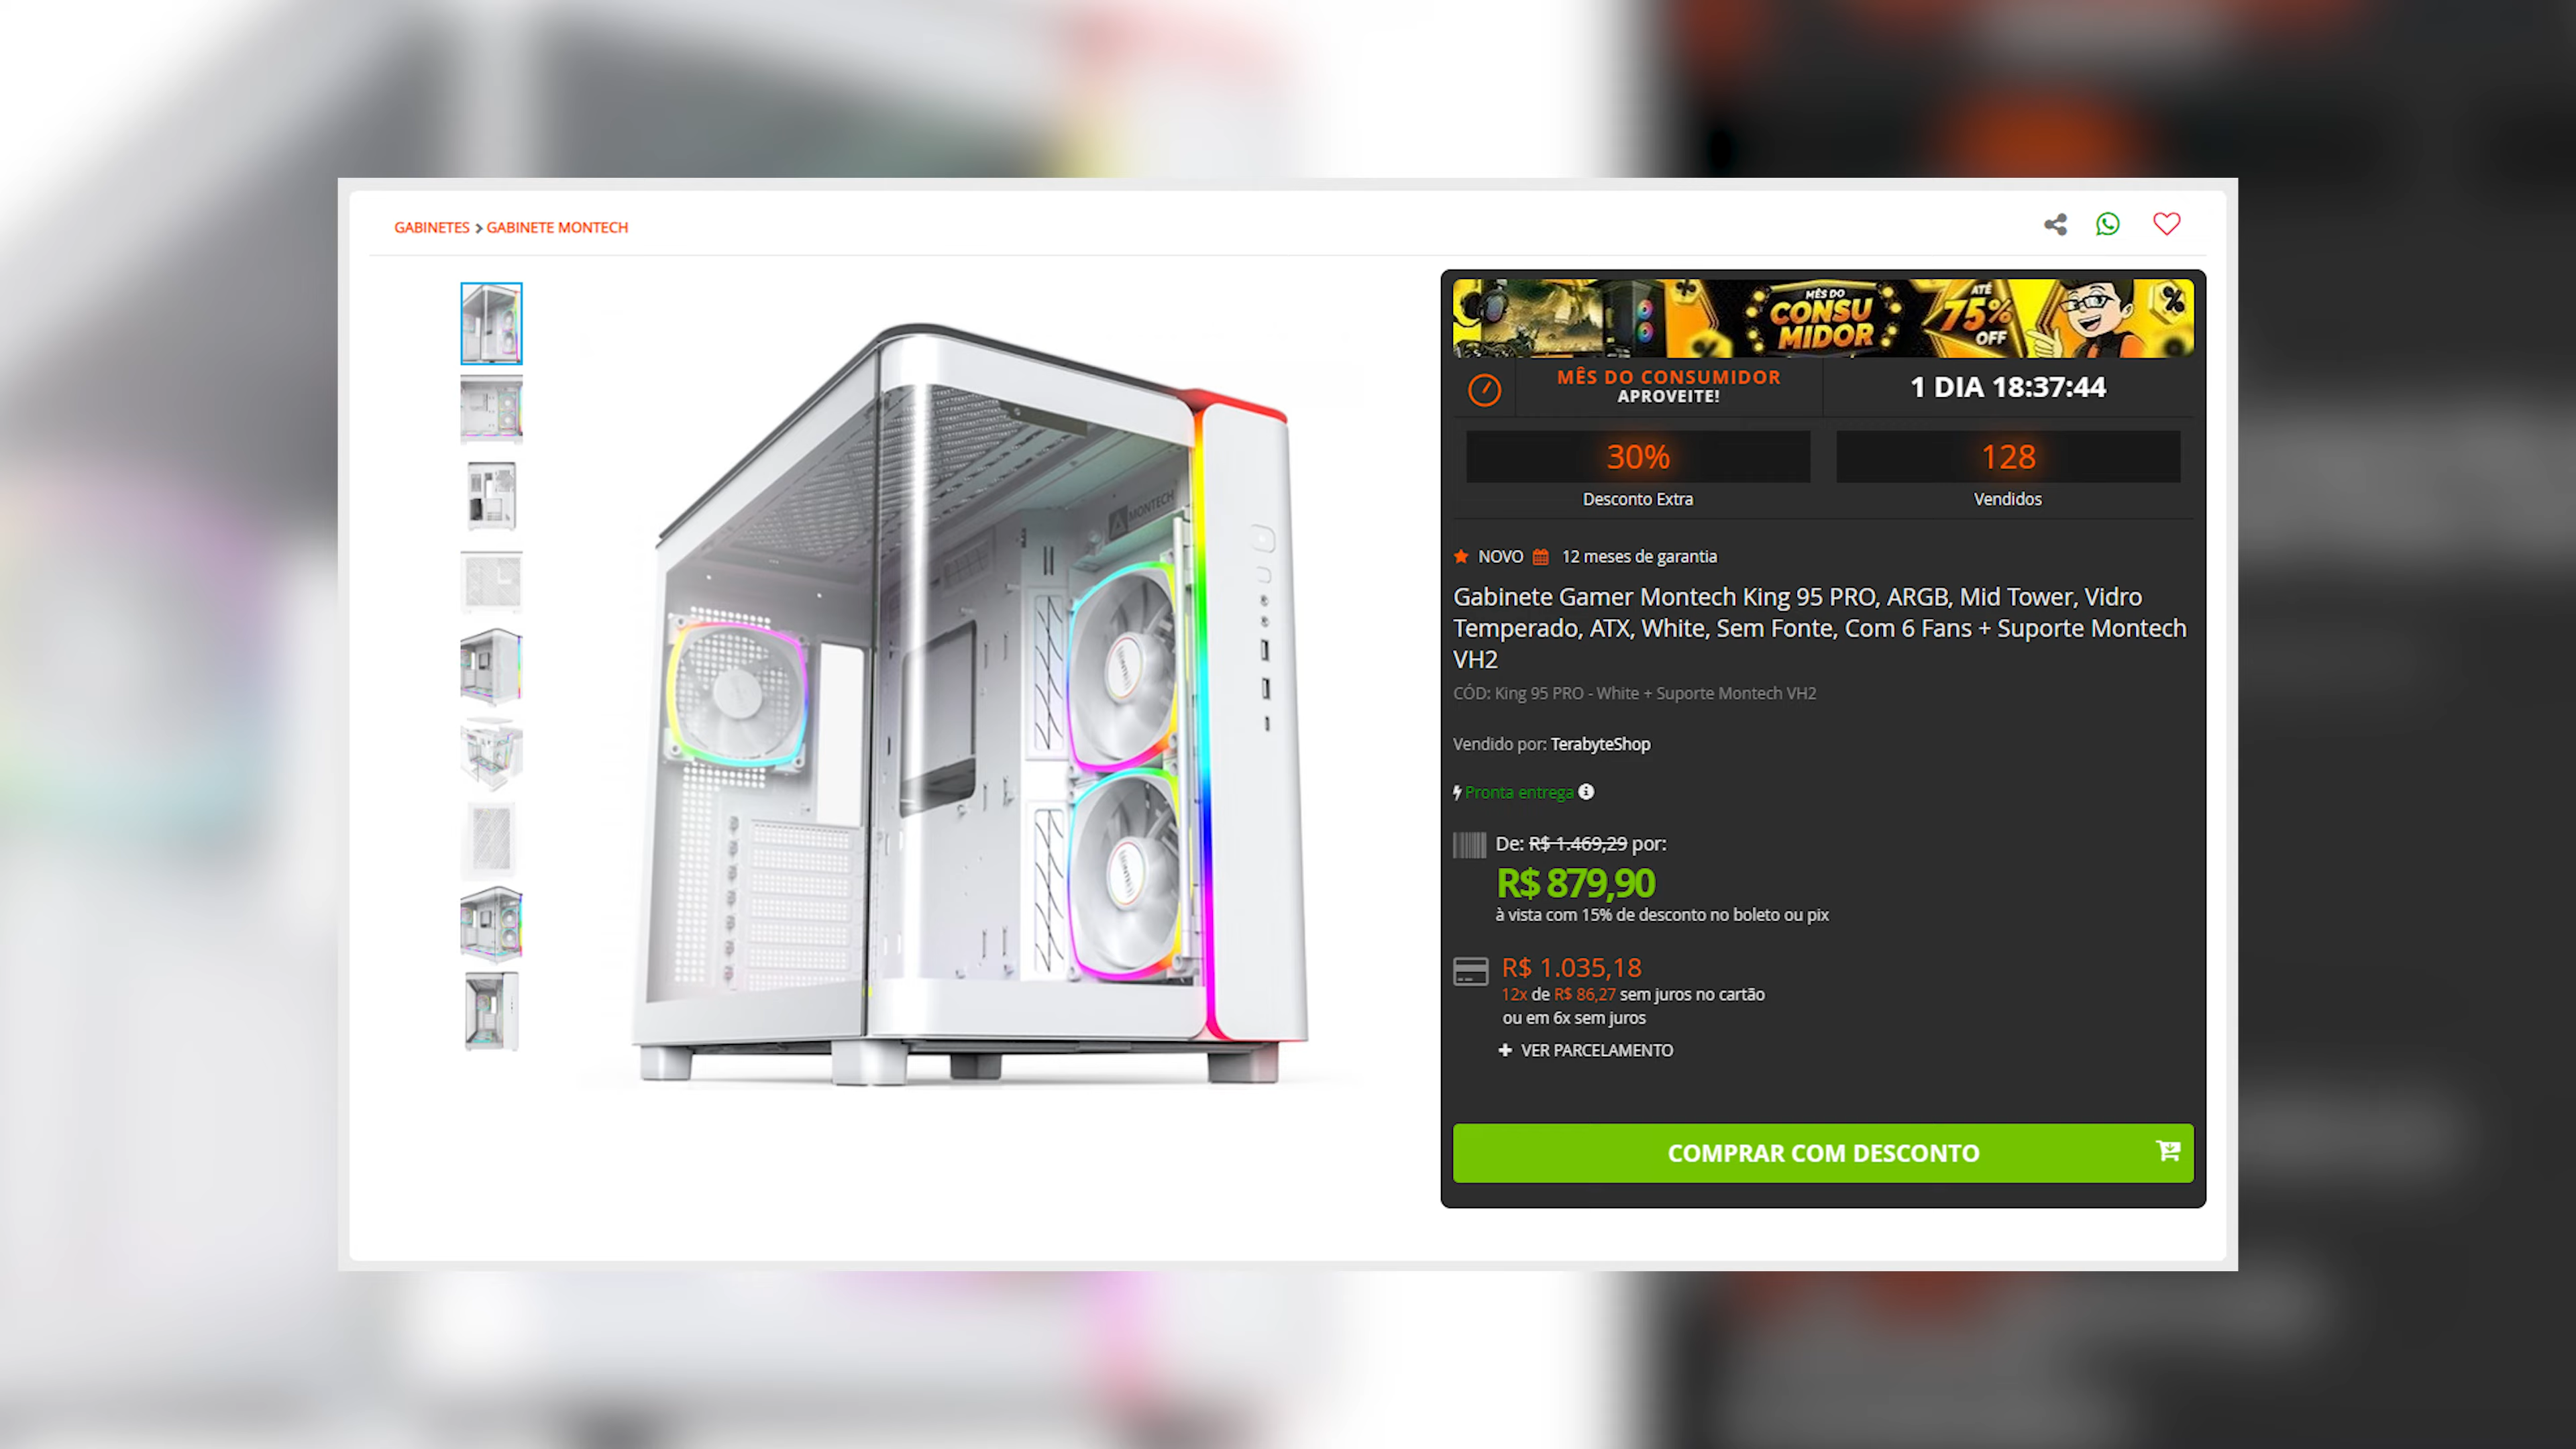 GABINETES > GABINETE MONTECH
MONTECH
MONTECH
MONTECH
MÊS DO
CONSU
MIDOR
ATÉ
75%
OFF
%
MÊS DO CONSUMIDOR
APROVEITE!
1 DIA 18:37:44
30%
Desconto Extra
128
Vendidos
NOVO 12 meses de garantia
Gabinete Gamer Montech King 95 PRO, ARGB, Mid Tower, Vidro
Temperado, ATX, White, Sem Fonte, Com 6 Fans + Suporte Montech
VH2
CÓD: King 95 PRO - White + Suporte Montech VH2
Vendido por: TerabyteShop
Pronta entrega
De: R$ 1.469,29 por:
R$ 879,90
à vista com 15% de desconto no boleto ou pix
R$ 1.035,18
12x de R$ 86,27 sem juros no cartão
ou em 6x sem juros
+ VER PARCELAMENTO
COMPRAR COM DESCONTO